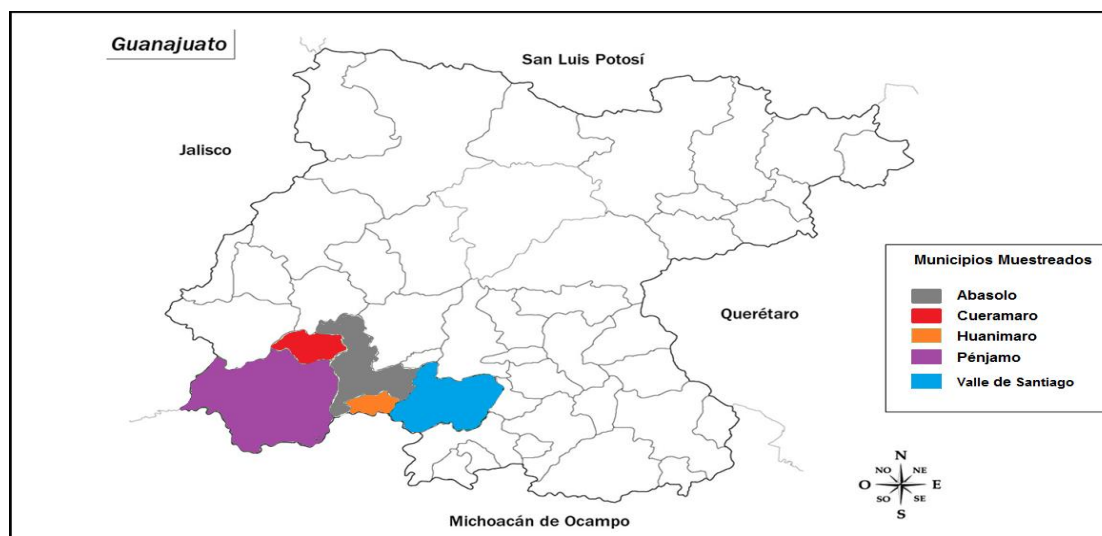 Guanajuato
San Luis Potosí
Jalisco
Querétaro
Michoacán de Ocampo
Municipios Muestreados
Abasolo
Cueramaro
Huanimaro
Pénjamo
Valle de Santiago
N
NO NE
O E
SO SE
S